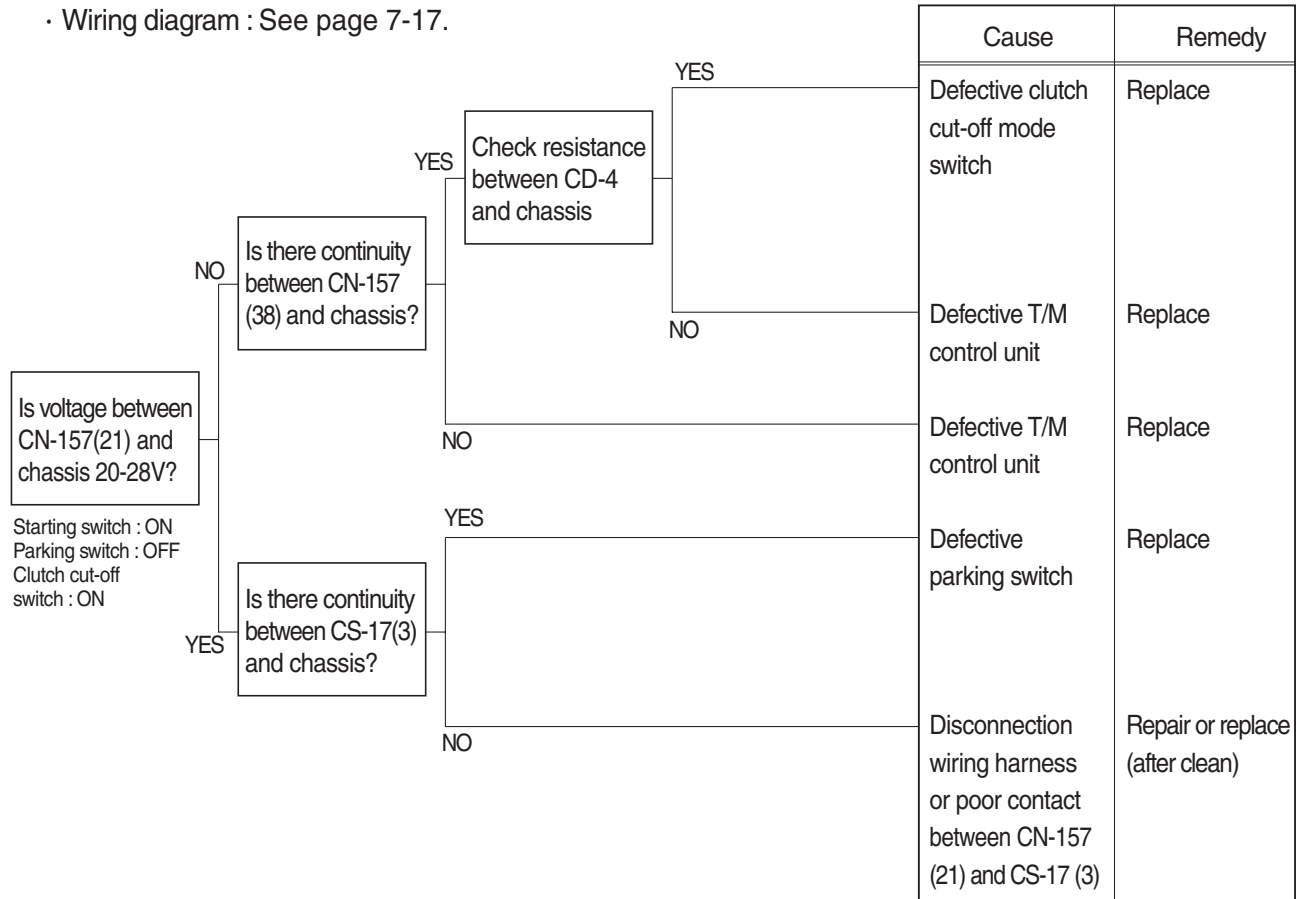 · Wiring diagram : See page 7-17.
Cause
Remedy
YES
Defective clutch
cut-off mode
switch
Replace
YES
Check resistance
between CD-4
and chassis
NO
Is there continuity
between CN-157
(38) and chassis?
NO
Defective T/M
control unit
Replace
Is voltage between
CN-157(21) and
chassis 20-28V?
NO
Defective T/M
control unit
Replace
Starting switch : ON
Parking switch : OFF
Clutch cut-off
switch : ON
YES
Defective
parking switch
Replace
YES
Is there continuity
between CS-17(3)
and chassis?
NO
Disconnection
wiring harness
or poor contact
between CN-157
(21) and CS-17 (3)
Repair or replace
(after clean)